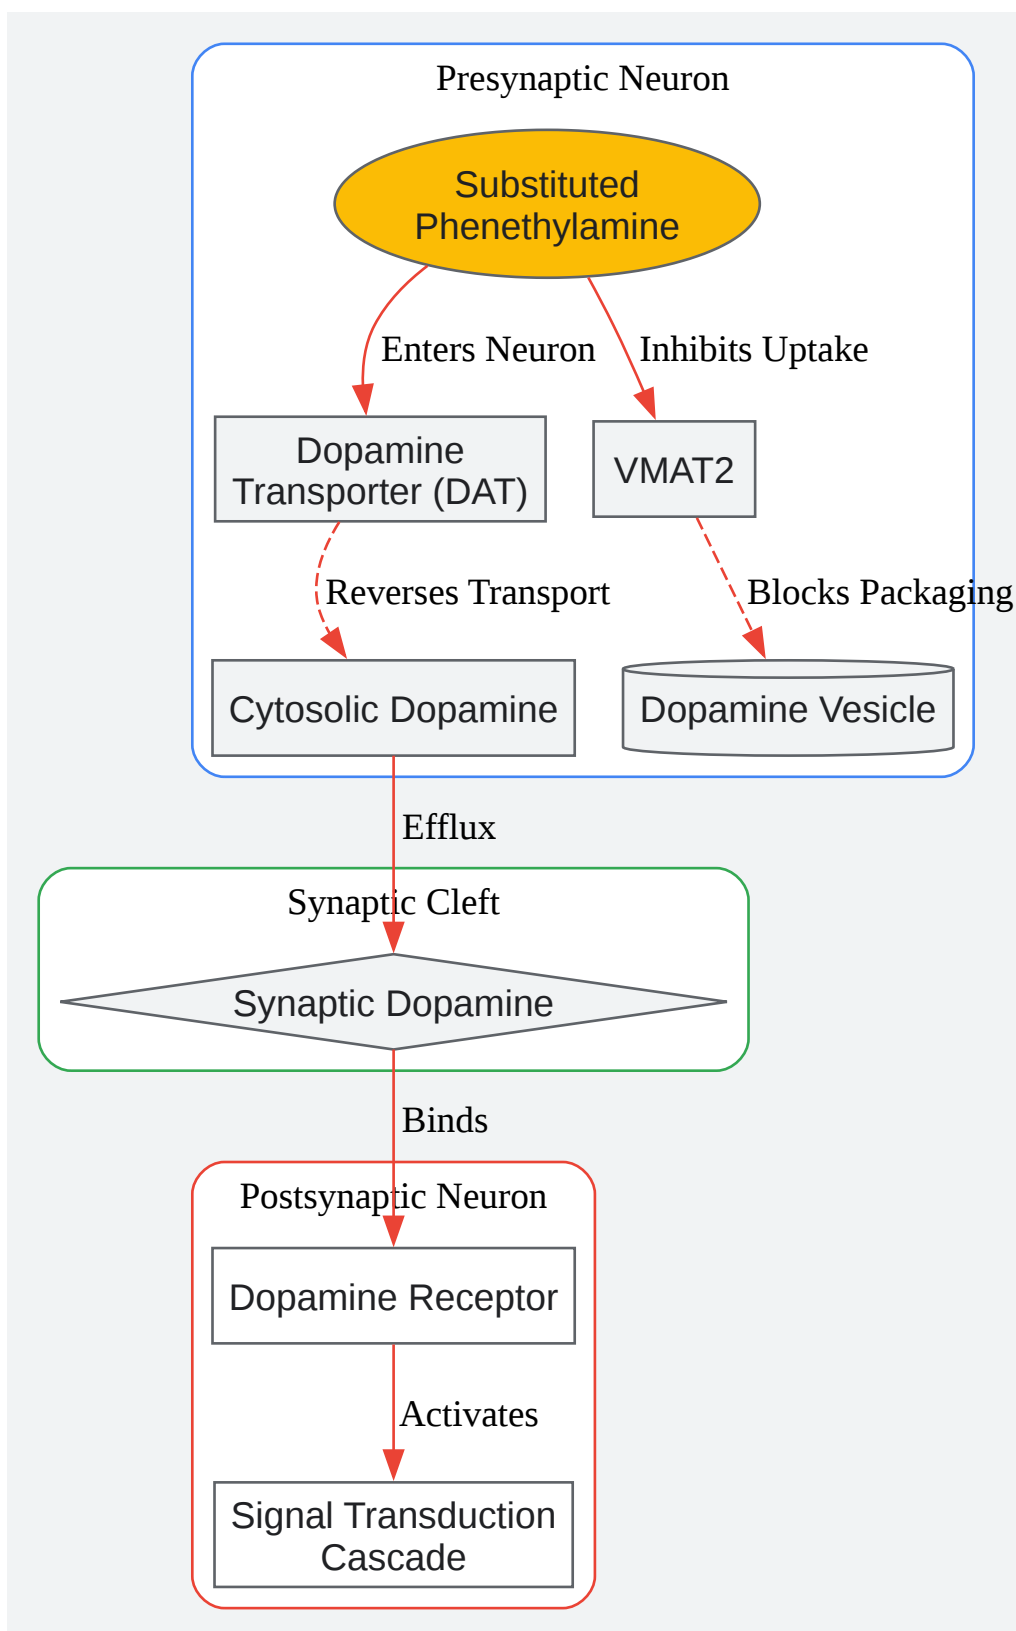 Presynaptic Neuron
Substituted
Phenethylamine
Enters Neuron
Inhibits Uptake
Dopamine
Transporter (DAT)
VMAT2
Reverses Transport
Blocks Packaging
Cytosolic Dopamine
Dopamine Vesicle
Efflux
Synaptic Cleft
Synaptic Dopamine
Binds
Postsynaptic Neuron
Dopamine Receptor
Activates
Signal Transduction
Cascade